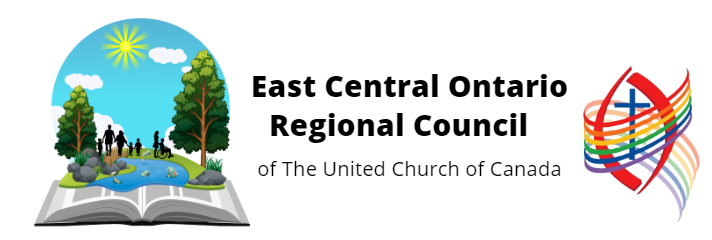 East Central Ontario
Regional Council
of The United Church of Canada